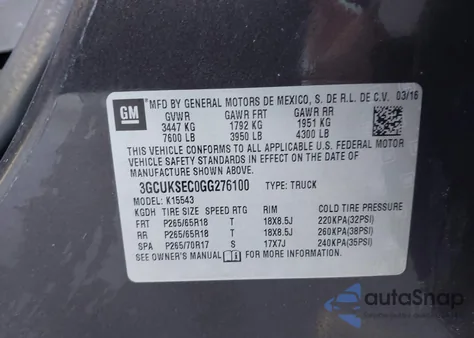 GM
MFD BY GENERAL MOTORS DE MEXICO, S. DE R.L. DE C.V. 03/16
GVWR GAWR FRT GAWR RR
3447 KG 1792 KG 1951 KG
7600 LB 3950 LB 4300 LB
THIS VEHICLE CONFORMS TO ALL APPLICABLE U.S. FEDERAL MOTOR
VEHICLE SAFETY STANDARDS IN EFFECT ON THE DATE OF
MANUFACTURE SHOWN ABOVE.
3GCUKSEC0GG276100 TYPE: TRUCK
MODEL: K15543
KGDH TIRE SIZE SPEED RTG RIM COLD TIRE PRESSURE
FRT P265/65R18 T 18X8.5J 220KPA(32PSI)
RR P265/65R18 T 18X8.5J 260KPA(38PSI)
SPA P265/70R17 S 17X7J 240KPA(35PSI)
SEE OWNER'S MANUAL FOR ADDITIONAL INFORMATION.
autaSnap